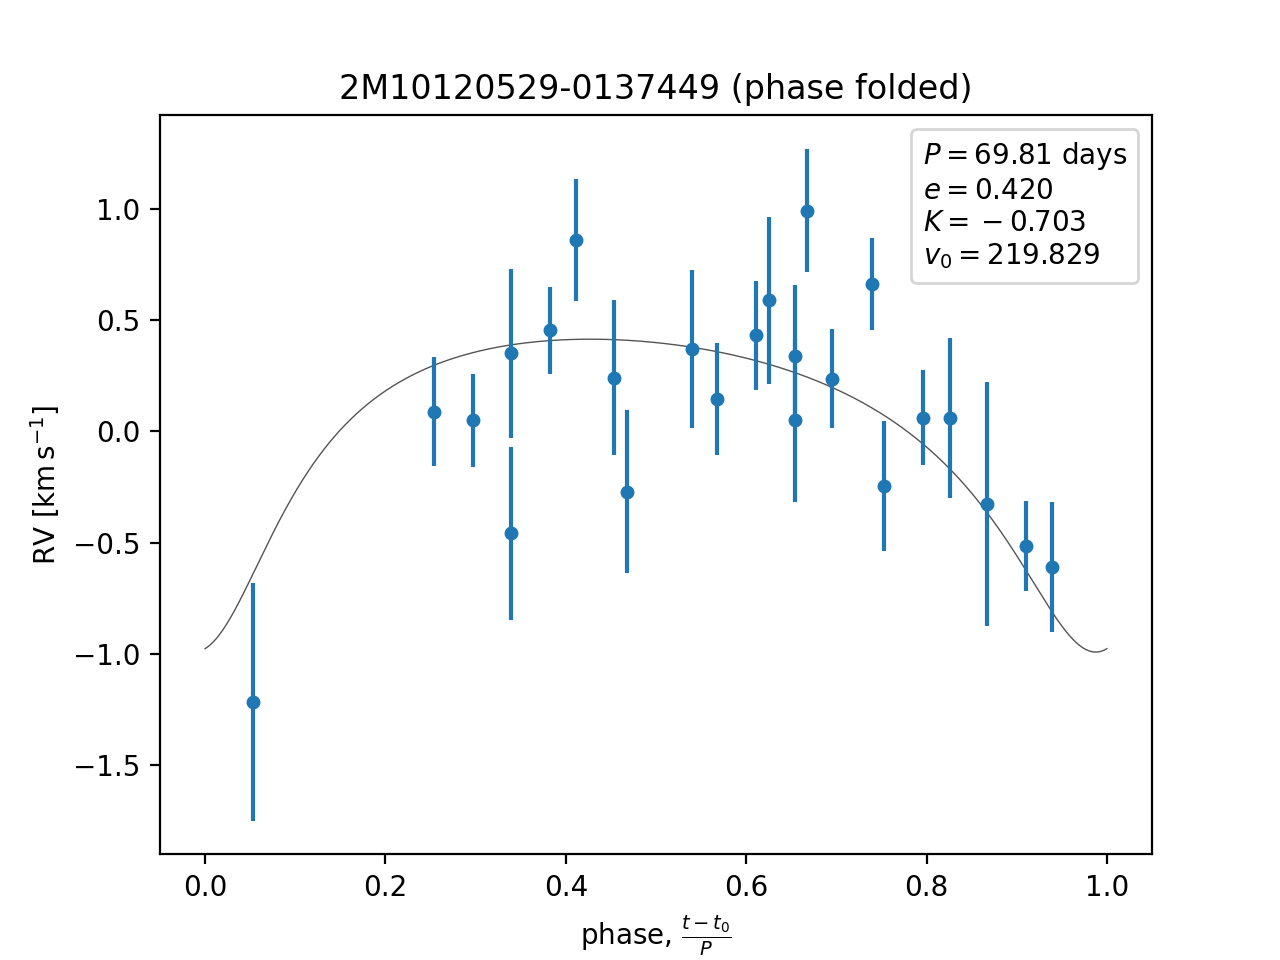 2M10120529-0137449 (phase folded)
P = 69.81 days
e = 0.420
K = −0.703
v₀ = 219.829
1.0
0.5
0.0
−0.5
−1.0
−1.5
RV [km s⁻¹]
0.0 0.2 0.4 0.6 0.8 1.0
phase, (t − t₀)/P